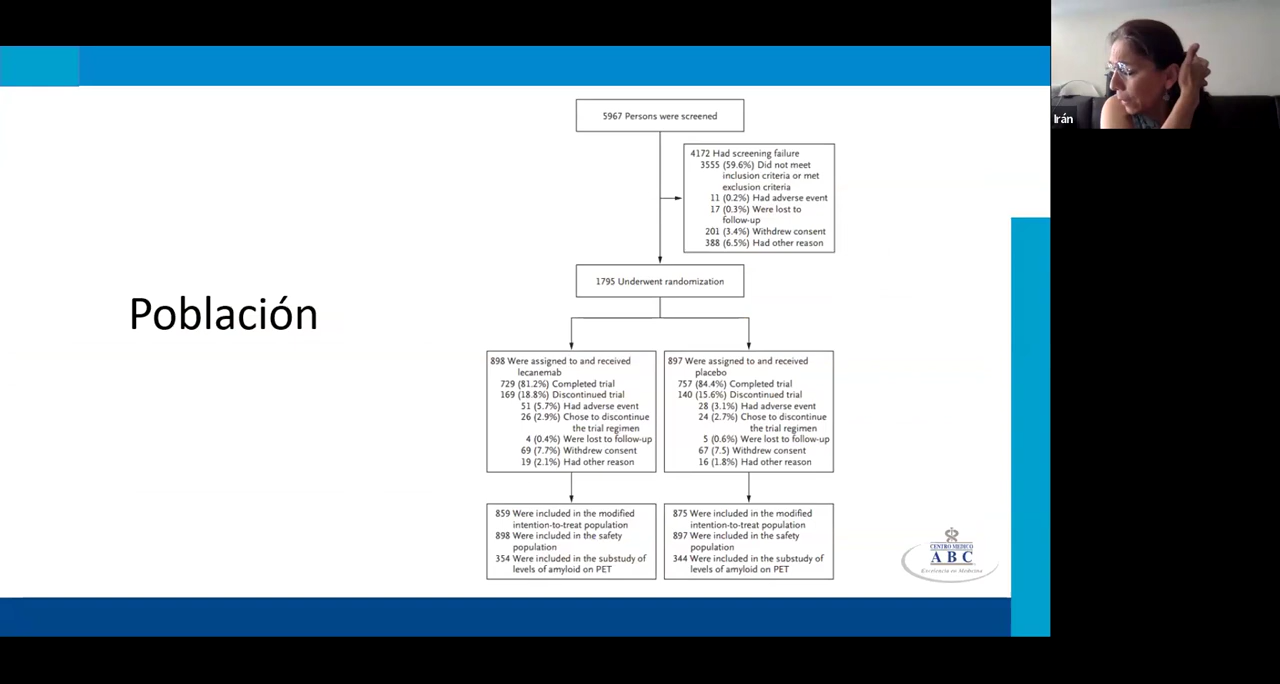 Irán
Población
5967 Persons were screened
4172 Had screening failure
3555 (59.6%) Did not meet
inclusion criteria or met
exclusion criteria
11 (0.2%) Had adverse event
17 (0.3%) Were lost to
follow-up
201 (3.4%) Withdrew consent
388 (6.5%) Had other reason
1795 Underwent randomization
898 Were assigned to and received
lecanemab
729 (81.2%) Completed trial
169 (18.8%) Discontinued trial
51 (5.7%) Had adverse event
26 (2.9%) Chose to discontinue
the trial regimen
4 (0.4%) Were lost to follow-up
69 (7.7%) Withdrew consent
19 (2.1%) Had other reason
897 Were assigned to and received
placebo
757 (84.4%) Completed trial
140 (15.6%) Discontinued trial
28 (3.1%) Had adverse event
24 (2.7%) Chose to discontinue
the trial regimen
5 (0.6%) Were lost to follow-up
67 (7.5) Withdrew consent
16 (1.8%) Had other reason
859 Were included in the modified
intention-to-treat population
898 Were included in the safety
population
354 Were included in the substudy of
levels of amyloid on PET
875 Were included in the modified
intention-to-treat population
897 Were included in the safety
population
344 Were included in the substudy of
levels of amyloid on PET
CENTRO MEDICO
ABC
Excelencia en Medicina